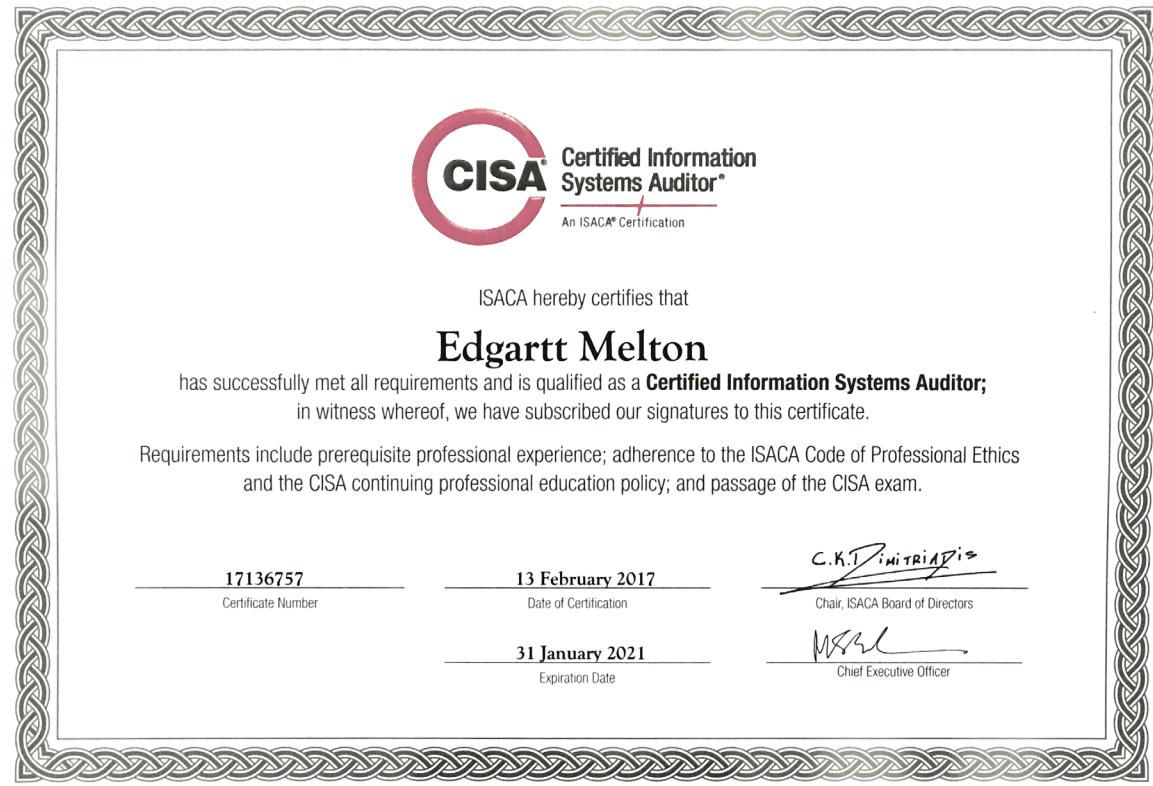 CISA®
Certified Information
Systems Auditor®
An ISACA® Certification
ISACA hereby certifies that
Edgartt Melton
has successfully met all requirements and is qualified as a Certified Information Systems Auditor;
in witness whereof, we have subscribed our signatures to this certificate.
Requirements include prerequisite professional experience; adherence to the ISACA Code of Professional Ethics
and the CISA continuing professional education policy; and passage of the CISA exam.
17136757
Certificate Number
13 February 2017
Date of Certification
C.K.Dimitriadis
Chair, ISACA Board of Directors
31 January 2021
Expiration Date
Chief Executive Officer